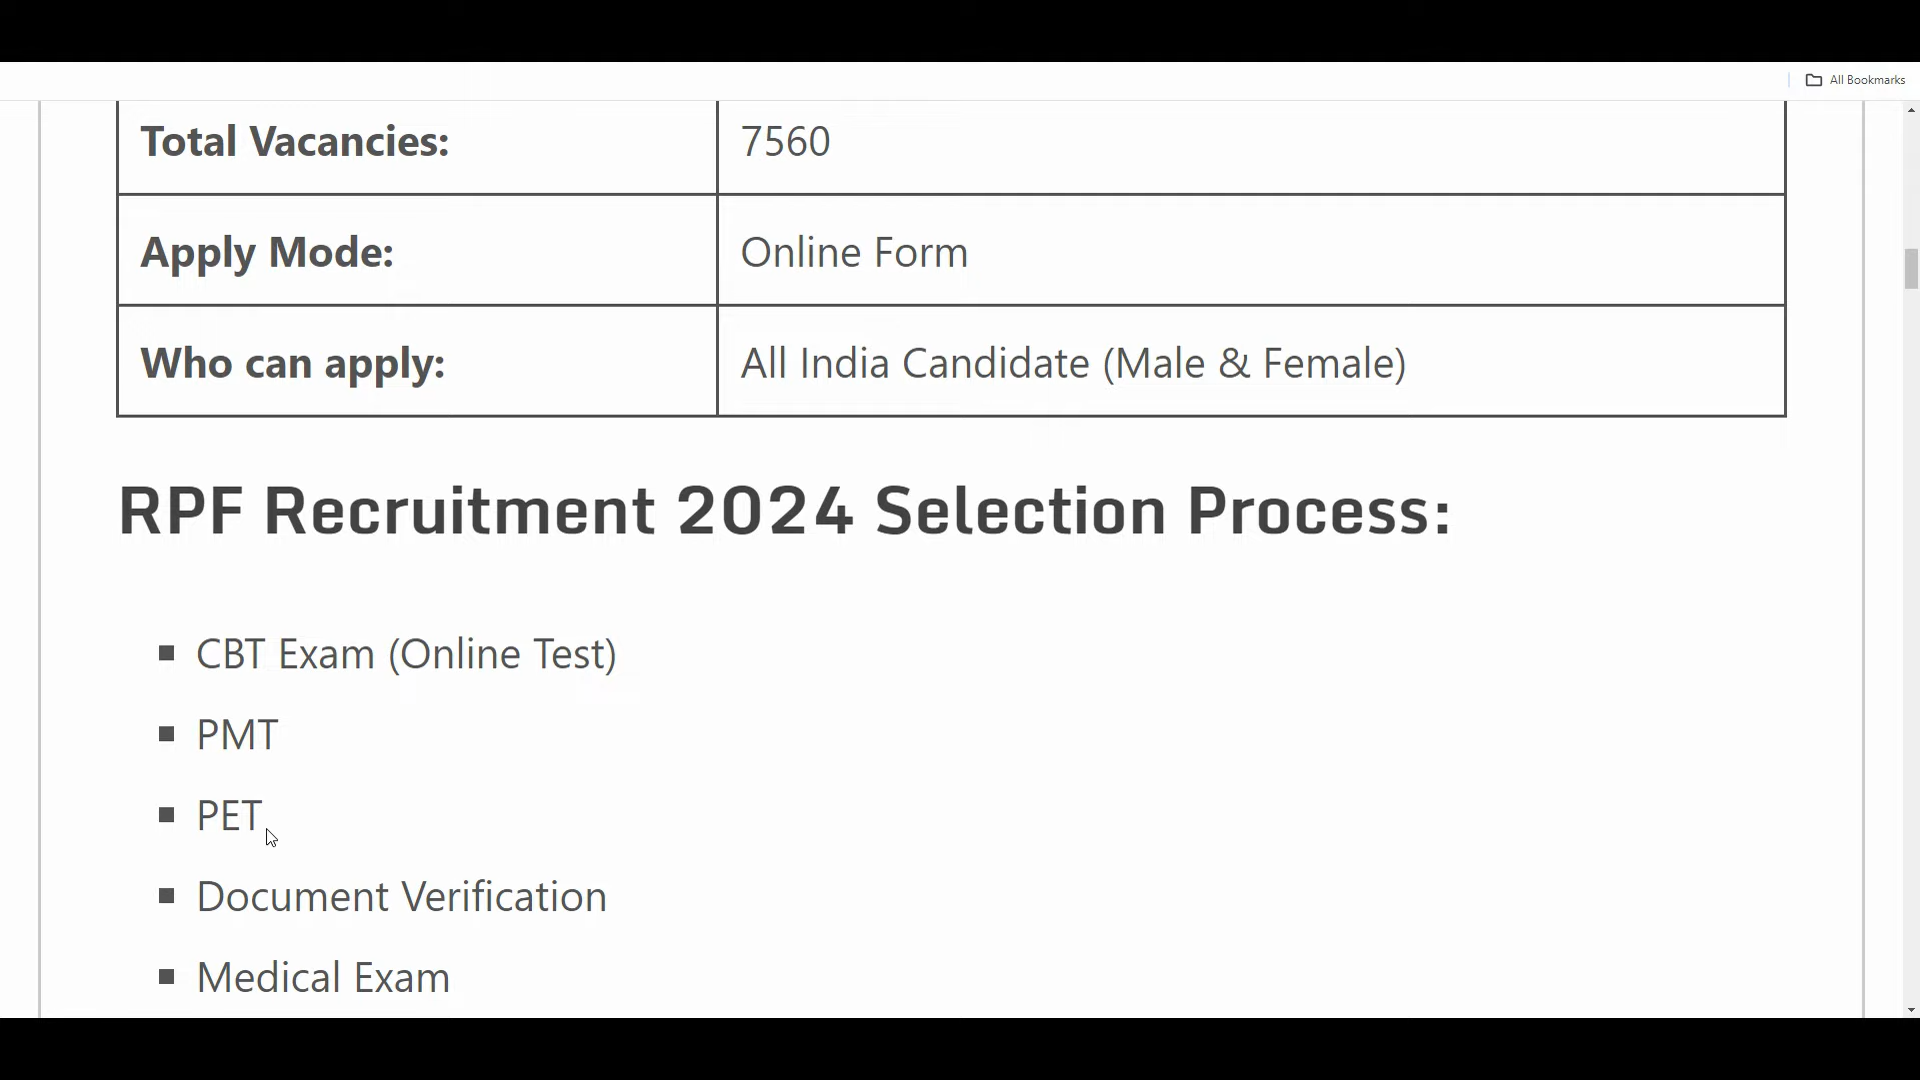 All Bookmarks
Total Vacancies: 7560
Apply Mode: Online Form
Who can apply: All India Candidate (Male & Female)
RPF Recruitment 2024 Selection Process:
CBT Exam (Online Test)
PMT
PET
Document Verification
Medical Exam